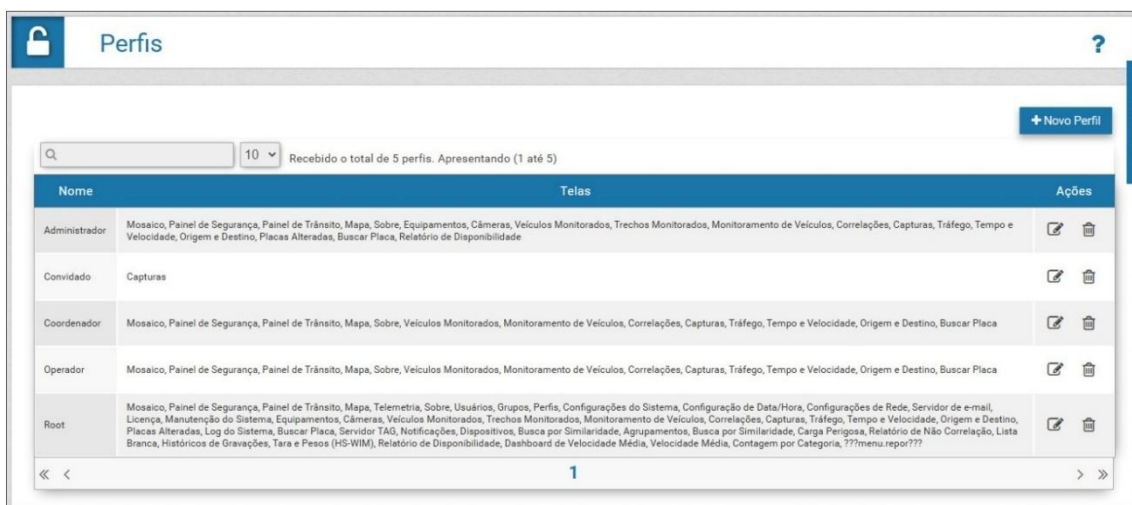 Perfis
?
+ Novo Perfil
10
Recebido o total de 5 perfis. Apresentando (1 até 5)
Nome
Telas
Ações
Administrador
Mosaico, Painel de Segurança, Painel de Trânsito, Mapa, Sobre, Equipamentos, Câmeras, Veículos Monitorados, Trechos Monitorados, Monitoramento de Veículos, Correlações, Capturas, Tráfego, Tempo e
Velocidade, Origem e Destino, Placas Alteradas, Buscar Placa, Relatório de Disponibilidade
Convidado
Capturas
Coordenador
Mosaico, Painel de Segurança, Painel de Trânsito, Mapa, Sobre, Veículos Monitorados, Monitoramento de Veículos, Correlações, Capturas, Tráfego, Tempo e Velocidade, Origem e Destino, Buscar Placa
Operador
Mosaico, Painel de Segurança, Painel de Trânsito, Mapa, Sobre, Veículos Monitorados, Monitoramento de Veículos, Correlações, Capturas, Tráfego, Tempo e Velocidade, Origem e Destino, Buscar Placa
Root
Mosaico, Painel de Segurança, Painel de Trânsito, Mapa, Telemetria, Sobre, Usuários, Grupos, Perfis, Configurações do Sistema, Configuração de Data/Hora, Configurações de Rede, Servidor de e-mail,
Licença, Manutenção do Sistema, Equipamentos, Câmeras, Veículos Monitorados, Trechos Monitorados, Monitoramento de Veículos, Correlações, Capturas, Tráfego, Tempo e Velocidade, Origem e Destino,
Placas Alteradas, Log do Sistema, Buscar Placa, Servidor TAG, Notificações, Dispositivos, Busca por Similaridade, Agrupamentos, Busca por Similaridade, Carga Perigosa, Relatório de Não Correlação, Lista
Branca, Históricos de Gravações, Tara e Pesos (HS-WIM), Relatório de Disponibilidade, Dashboard de Velocidade Média, Velocidade Média, Contagem por Categoria, ???menu.repor???
« < 1 > »